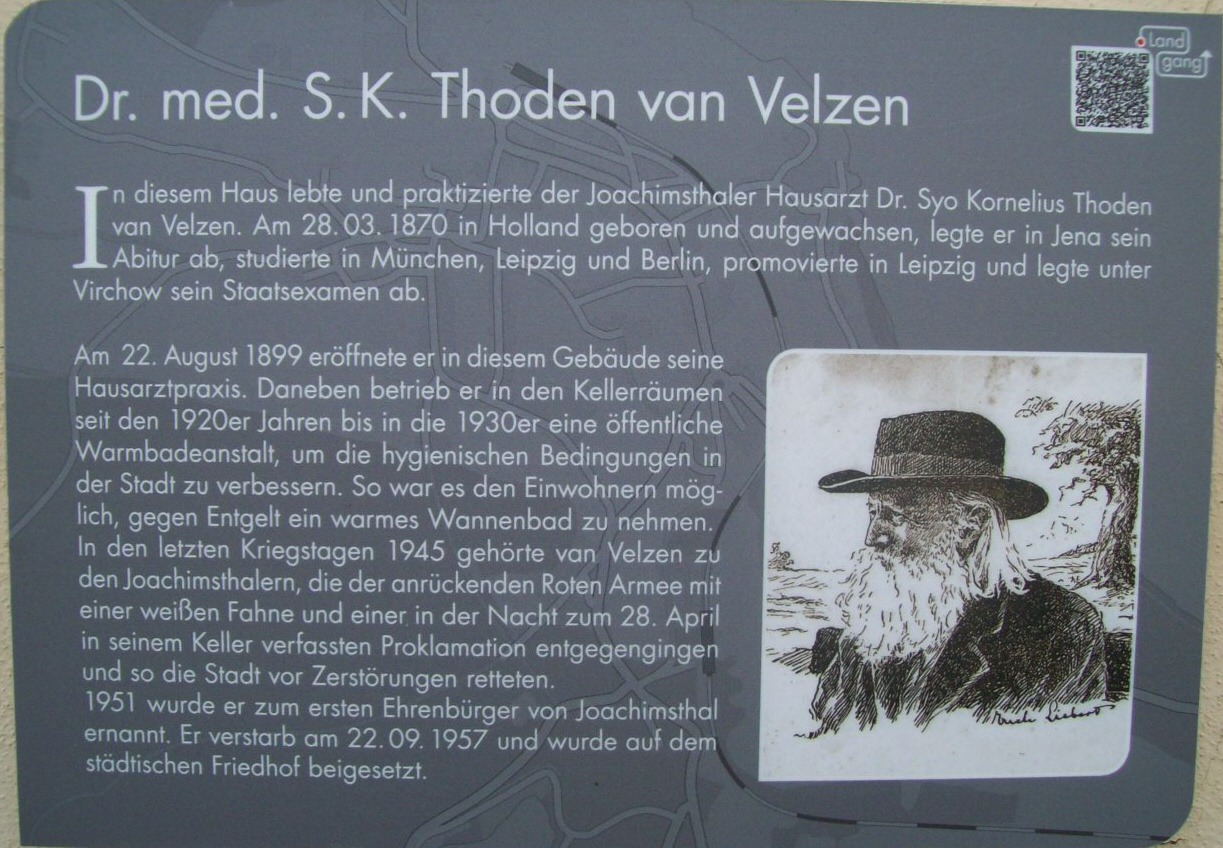 Land
gang
Dr. med. S. K. Thoden van Velzen
In diesem Haus lebte und praktizierte der Joachimsthaler Hausarzt Dr. Syo Kornelius Thoden
van Velzen. Am 28. 03. 1870 in Holland geboren und aufgewachsen, legte er in Jena sein
Abitur ab, studierte in München, Leipzig und Berlin, promovierte in Leipzig und legte unter
Virchow sein Staatsexamen ab.
Am 22. August 1899 eröffnete er in diesem Gebäude seine
Hausarztpraxis. Daneben betrieb er in den Kellerräumen
seit den 1920er Jahren bis in die 1930er eine öffentliche
Warmbadeanstalt, um die hygienischen Bedingungen in
der Stadt zu verbessern. So war es den Einwohnern mög-
lich, gegen Entgelt ein warmes Wannenbad zu nehmen.
In den letzten Kriegstagen 1945 gehörte van Velzen zu
den Joachimsthalern, die der anrückenden Roten Armee mit
einer weißen Fahne und einer in der Nacht zum 28. April
in seinem Keller verfassten Proklamation entgegengingen
und so die Stadt vor Zerstörungen retteten.
1951 wurde er zum ersten Ehrenbürger von Joachimsthal
ernannt. Er verstarb am 22. 09. 1957 und wurde auf dem
städtischen Friedhof beigesetzt.